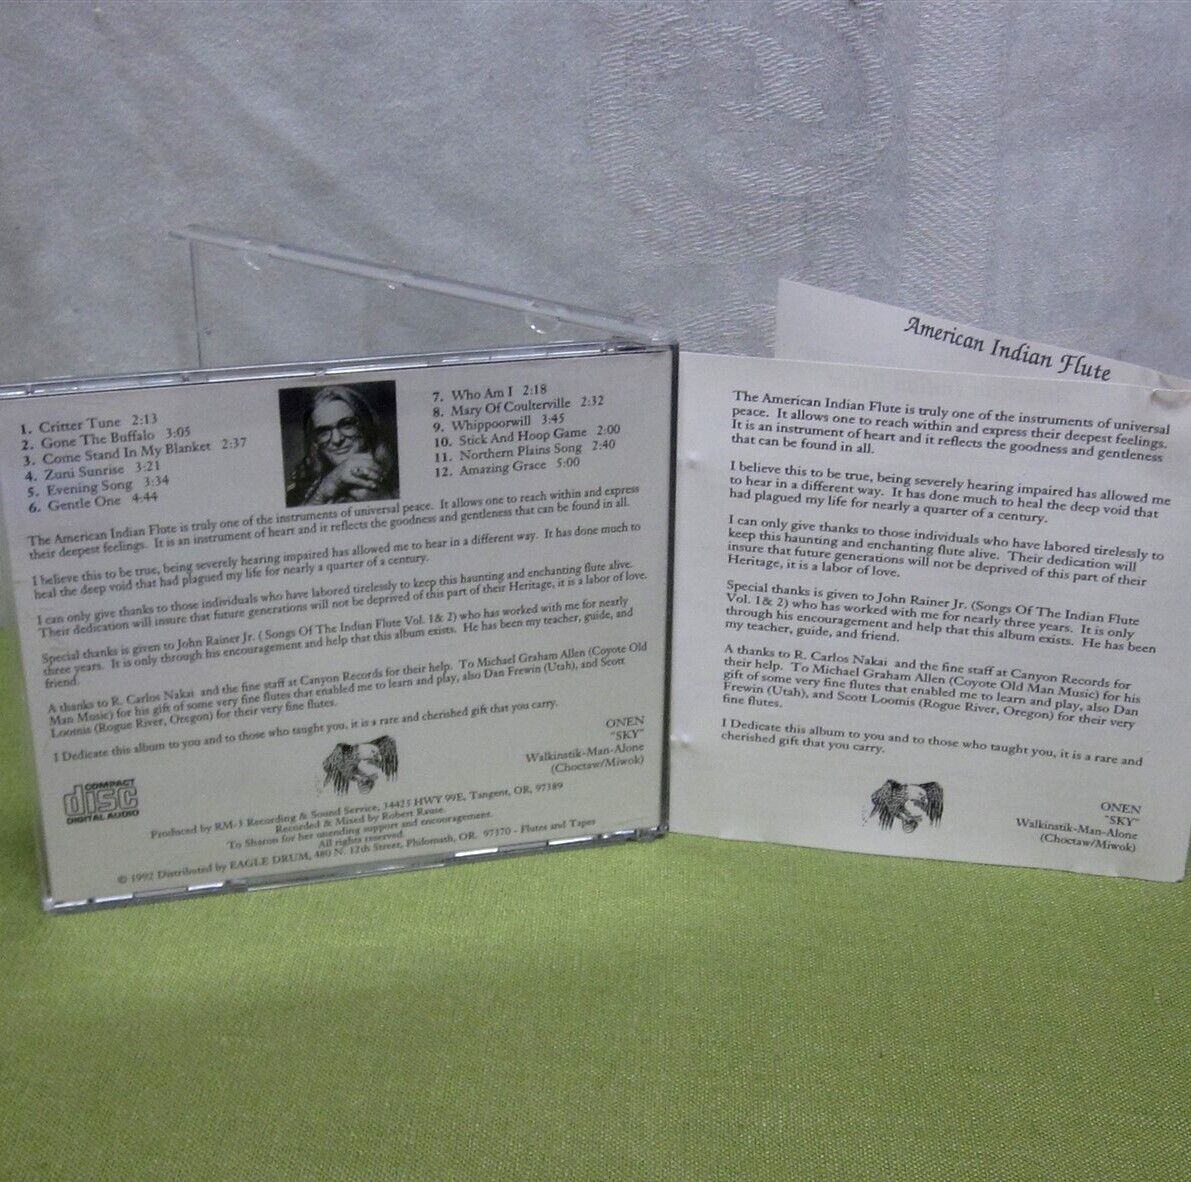 1. Critter Tune 2:13
2. Gone The Buffalo 3:05
3. Come Stand In My Blanket 2:37
4. Zuni Sunrise 3:21
5. Evening Song 3:34
6. Gentle One 4:44
7. Who Am I 2:18
8. Mary Of Coulterville 2:32
9. Whippoorwill 3:45
10. Stick And Hoop Game 2:00
11. Northern Plains Song 2:40
12. Amazing Grace 5:00
The American Indian Flute is truly one of the instruments of universal peace. It allows one to reach within and express
their deepest feelings. It is an instrument of heart and it reflects the goodness and gentleness that can be found in all.
I believe this to be true, being severely hearing impaired has allowed me to hear in a different way. It has done much to
heal the deep void that had plagued my life for nearly a quarter of a century.
I can only give thanks to those individuals who have labored tirelessly to keep this haunting and enchanting flute alive.
Their dedication will insure that future generations will not be deprived of this part of their Heritage, it is a labor of love.
Special thanks is given to John Rainer Jr. ( Songs Of The Indian Flute Vol. 1& 2) who has worked with me for nearly
three years. It is only through his encouragement and help that this album exists. He has been my teacher, guide, and
friend.
A thanks to R. Carlos Nakai and the fine staff at Canyon Records for their help. To Michael Graham Allen (Coyote Old
Man Music) for his gift of some very fine flutes that enabled me to learn and play, also Dan Frewin (Utah), and Scott
Loomis (Rogue River, Oregon) for their very fine flutes.
I Dedicate this album to you and to those who taught you, it is a rare and cherished gift that you carry.
ONEN
"SKY"
Walkinstik-Man-Alone
(Choctaw/Miwok)
COMPACT
disc
DIGITAL AUDIO
Produced by RM-3 Recording & Sound Service, 34425 HWY 99E, Tangent, OR, 97389
Recorded & Mixed by Robert Rause.
To Sharon for her unending support and encouragement.
All rights reserved.
© 1992 Distributed by EAGLE DRUM, 480 N. 12th Street, Philomath, OR. 97370 - Flutes and Tapes
American Indian Flute
The American Indian Flute is truly one of the instruments of universal
peace. It allows one to reach within and express their deepest feelings.
It is an instrument of heart and it reflects the goodness and gentleness
that can be found in all.
I believe this to be true, being severely hearing impaired has allowed me
to hear in a different way. It has done much to heal the deep void that
had plagued my life for nearly a quarter of a century.
I can only give thanks to those individuals who have labored tirelessly to
keep this haunting and enchanting flute alive. Their dedication will
insure that future generations will not be deprived of this part of their
Heritage, it is a labor of love.
Special thanks is given to John Rainer Jr. (Songs Of The Indian Flute
Vol. 1& 2) who has worked with me for nearly three years. It is only
through his encouragement and help that this album exists. He has been
my teacher, guide, and friend.
A thanks to R. Carlos Nakai and the fine staff at Canyon Records for
their help. To Michael Graham Allen (Coyote Old Man Music) for his
gift of some very fine flutes that enabled me to learn and play, also Dan
Frewin (Utah), and Scott Loomis (Rogue River, Oregon) for their very
fine flutes.
I Dedicate this album to you and to those who taught you, it is a rare and
cherished gift that you carry.
ONEN
"SKY"
Walkinstik-Man-Alone
(Choctaw/Miwok)